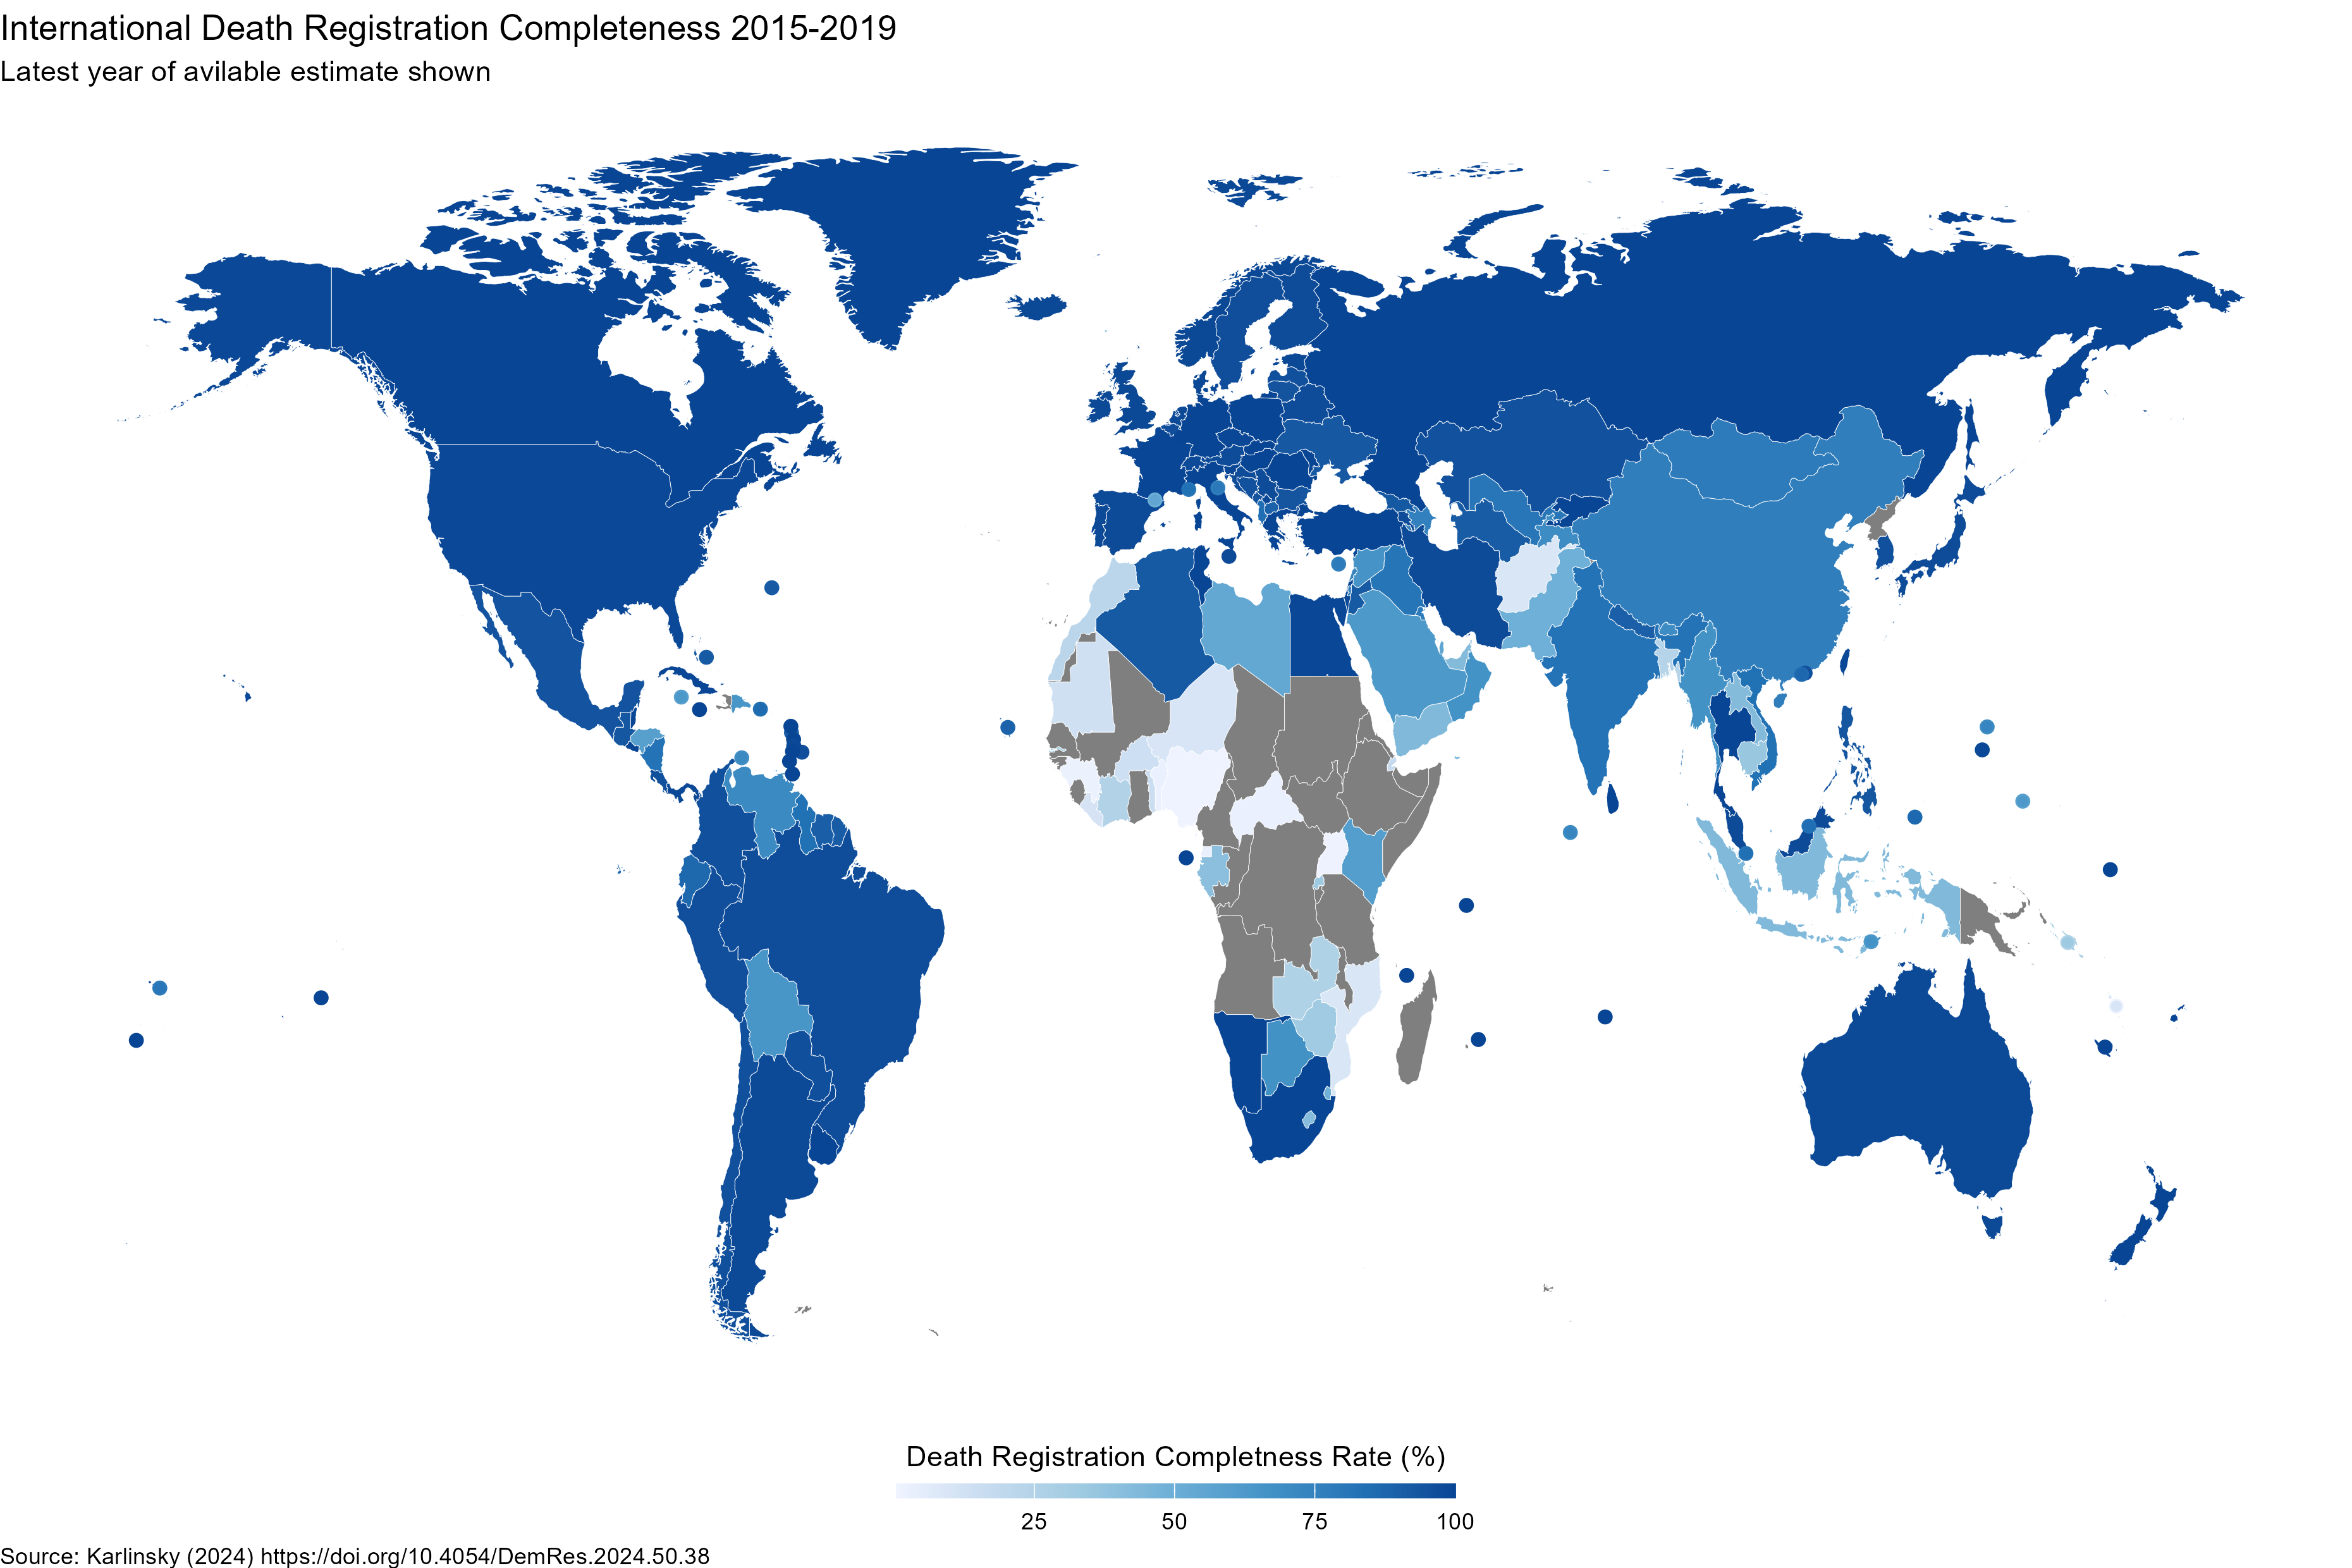 International Death Registration Completeness 2015-2019
Latest year of avilable estimate shown
Death Registration Completness Rate (%)
25 50 75 100
Source: Karlinsky (2024) https://doi.org/10.4054/DemRes.2024.50.38